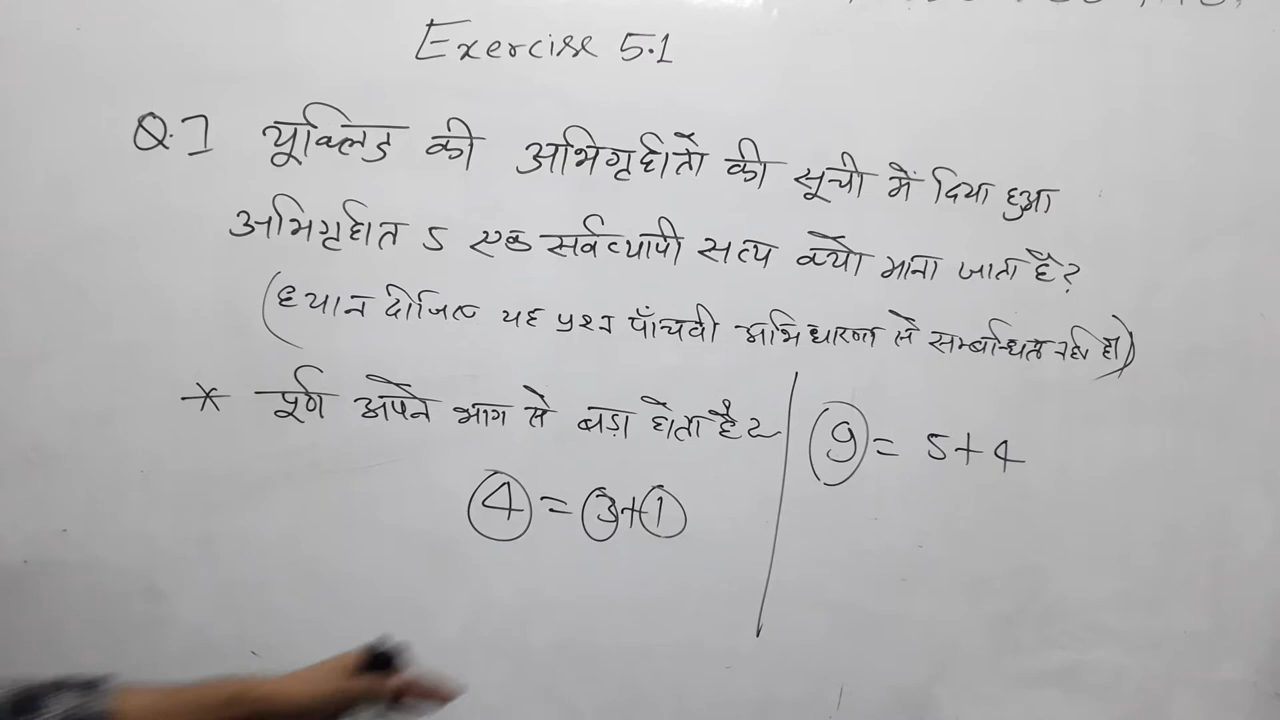 Exercise 5.1
Q.1 यूक्लिड की अभिगृहीतों की सूची में दिया हुआ
अभिगृहीत 5 एक सर्वव्यापी सत्य क्यों माना जाता है?
(ध्यान दीजिए यह प्रश्न पाँचवी अभिधारणा से सम्बन्धित नहीं है)
* पूर्ण अपने भाग से बड़ा होता है
4 = 3+1
9 = 5+4